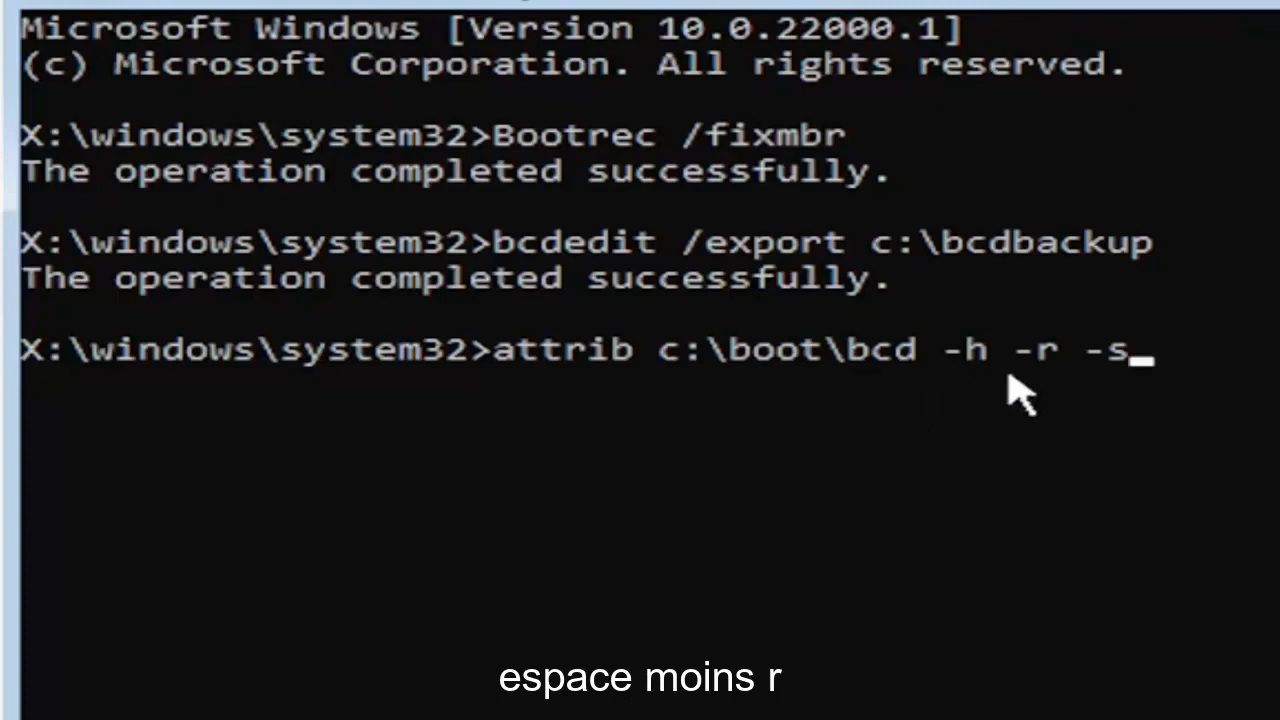 Microsoft Windows [Version 10.0.22000.1]
(c) Microsoft Corporation. All rights reserved.
X:\windows\system32>Bootrec /fixmbr
The operation completed successfully.
X:\windows\system32>bcdedit /export c:\bcdbackup
The operation completed successfully.
X:\windows\system32>attrib c:\boot\bcd -h -r -s
espace moins r